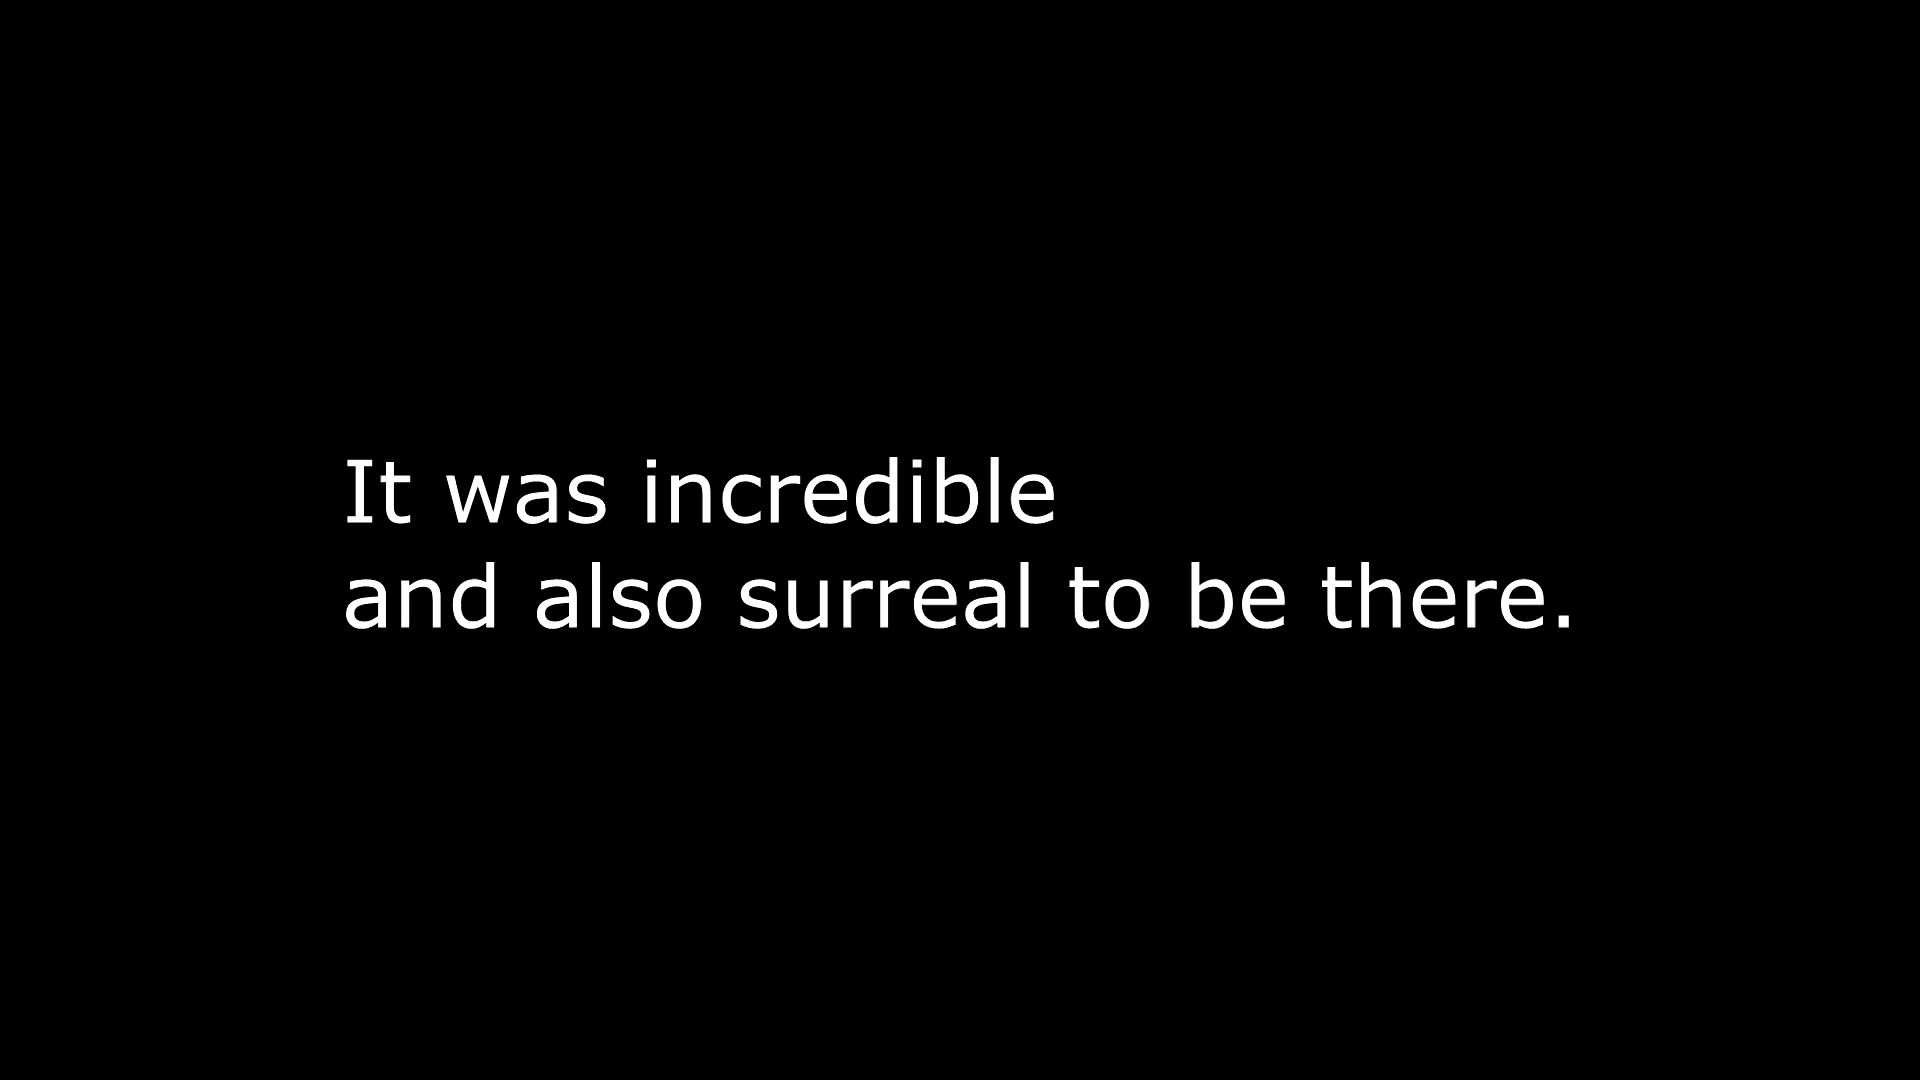 It was incredible
and also surreal to be there.